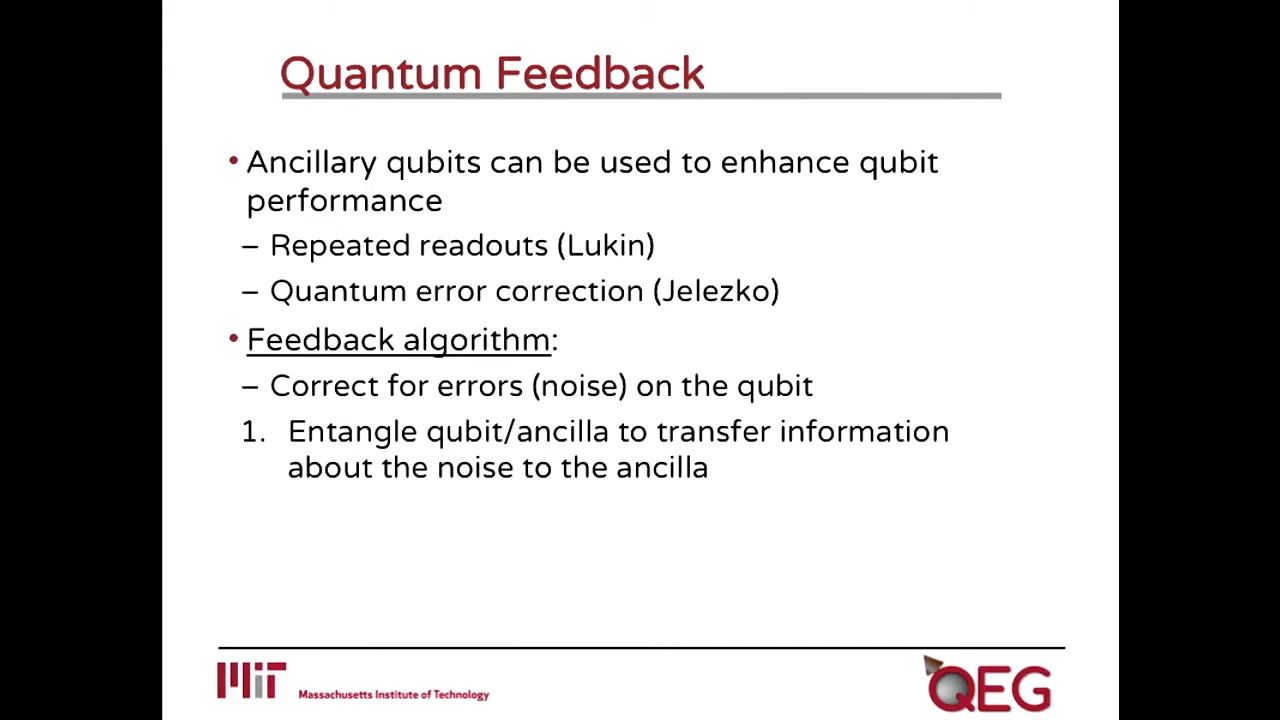 Quantum Feedback
• Ancillary qubits can be used to enhance qubit
performance
– Repeated readouts (Lukin)
– Quantum error correction (Jelezko)
• Feedback algorithm:
– Correct for errors (noise) on the qubit
1. Entangle qubit/ancilla to transfer information
about the noise to the ancilla
MIT Massachusetts Institute of Technology
QEG